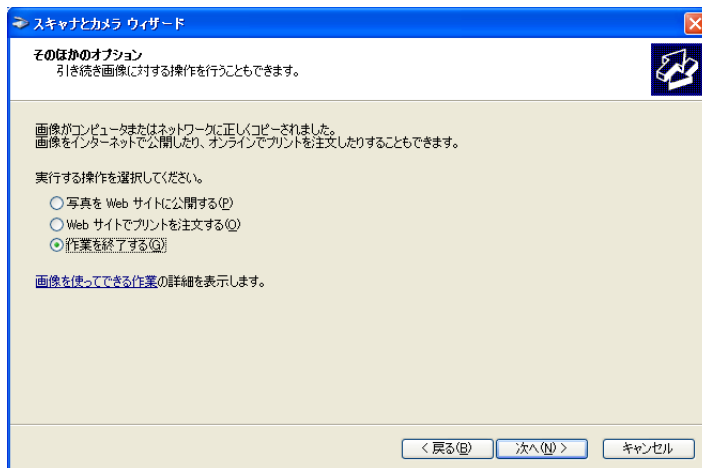 スキャナとカメラ ウィザード
そのほかのオプション
引き続き画像に対する操作を行うこともできます。
画像がコンピュータまたはネットワークに正しくコピーされました。
画像をインターネットで公開したり、オンラインでプリントを注文したりすることもできます。
実行する操作を選択してください。
写真を Web サイトに公開する(P)
Web サイトでプリントを注文する(O)
作業を終了する(G)
画像を使ってできる作業の詳細を表示します。
< 戻る(B) 次へ(N) > キャンセル